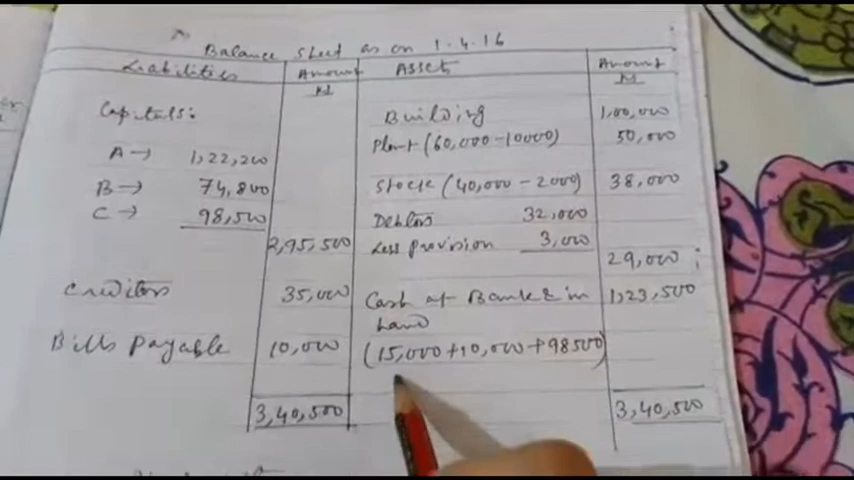 Balance Sheet as on 1.4.16
Liabilities Amount Assets Amount
Rs Rs
Capitals: Building 1,00,000
Plant (60,000-10000) 50,000
A→ 1,22,200
B→ 74,800 Stock (40,000-2000) 38,000
C→ 98,500 Debtors 32,000
2,95,500 Less provision 3,000
29,000
Creditors 35,000 Cash at Bank & in 1,23,500
hand
Bills Payable 10,000 (15,000+10,000+98500)
3,40,500 3,40,500